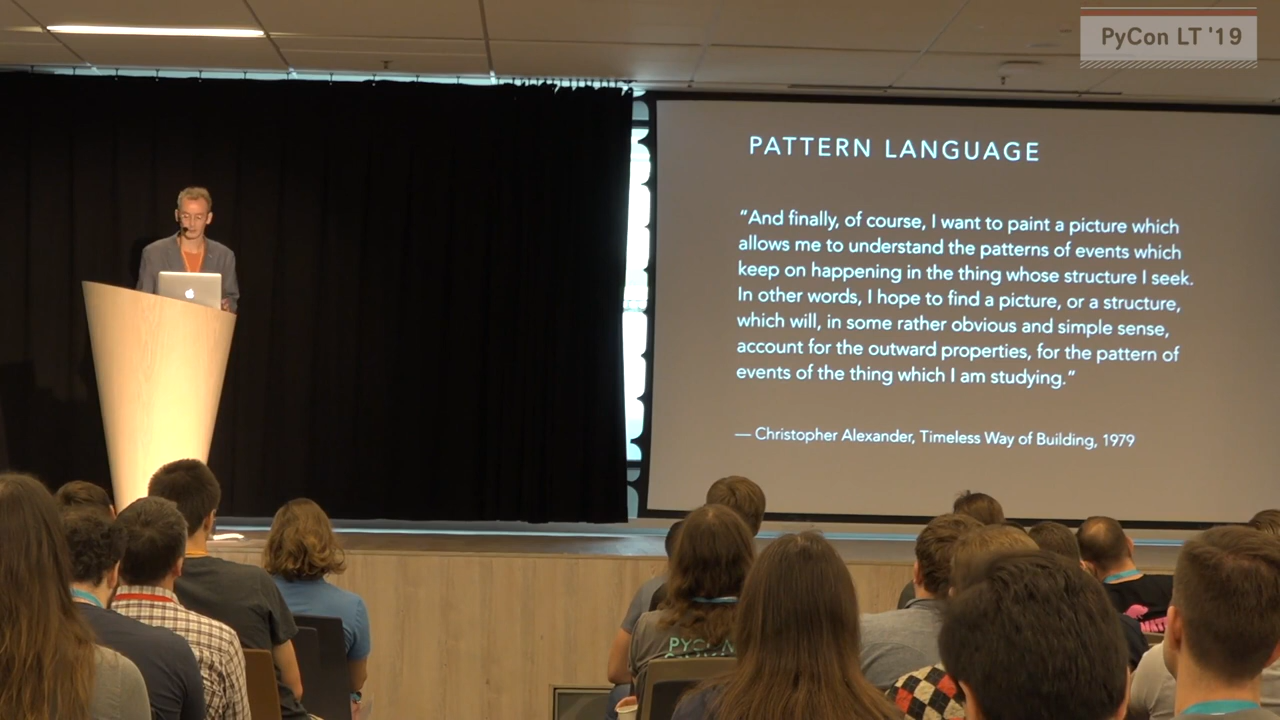 PyCon LT '19
PATTERN LANGUAGE
“And finally, of course, I want to paint a picture which
allows me to understand the patterns of events which
keep on happening in the thing whose structure I seek.
In other words, I hope to find a picture, or a structure,
which will, in some rather obvious and simple sense,
account for the outward properties, for the pattern of
events of the thing which I am studying.”
— Christopher Alexander, Timeless Way of Building, 1979